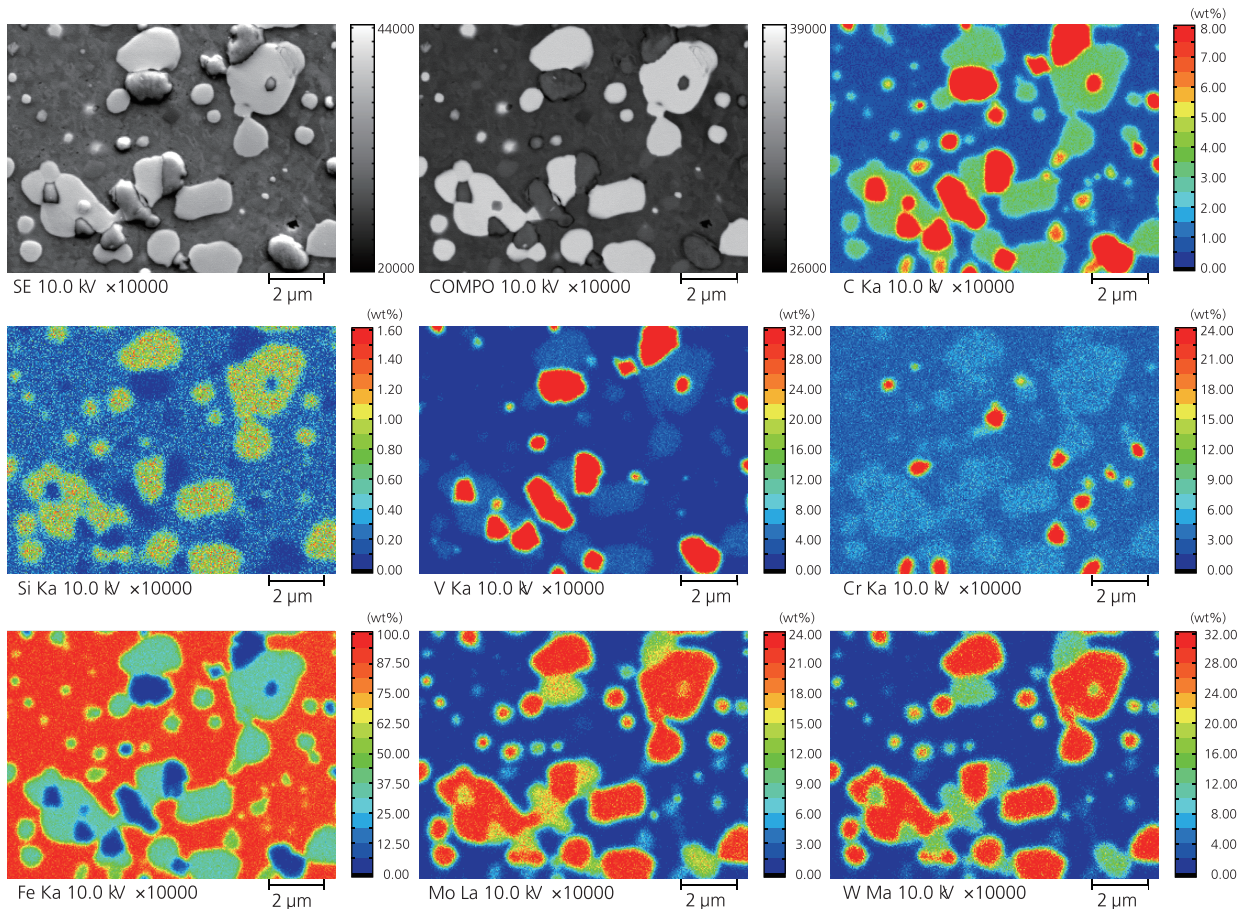 44000
20000
SE 10.0 kV ×10000
2 µm
39000
26000
COMPO 10.0 kV ×10000
2 µm
(wt%)
8.00
7.00
6.00
5.00
4.00
3.00
2.00
1.00
0.00
C Ka 10.0 kV ×10000
2 µm
(wt%)
1.60
1.40
1.20
1.00
0.80
0.60
0.40
0.20
0.00
Si Ka 10.0 kV ×10000
2 µm
(wt%)
32.00
28.00
24.00
20.00
16.00
12.00
8.00
4.00
0.00
V Ka 10.0 kV ×10000
2 µm
(wt%)
24.00
21.00
18.00
15.00
12.00
9.00
6.00
3.00
0.00
Cr Ka 10.0 kV ×10000
2 µm
(wt%)
100.0
87.50
75.00
62.50
50.00
37.50
25.00
12.50
0.00
Fe Ka 10.0 kV ×10000
2 µm
(wt%)
24.00
21.00
18.00
15.00
12.00
9.00
6.00
3.00
0.00
Mo La 10.0 kV ×10000
2 µm
(wt%)
32.00
28.00
24.00
20.00
16.00
12.00
8.00
4.00
0.00
W Ma 10.0 kV ×10000
2 µm